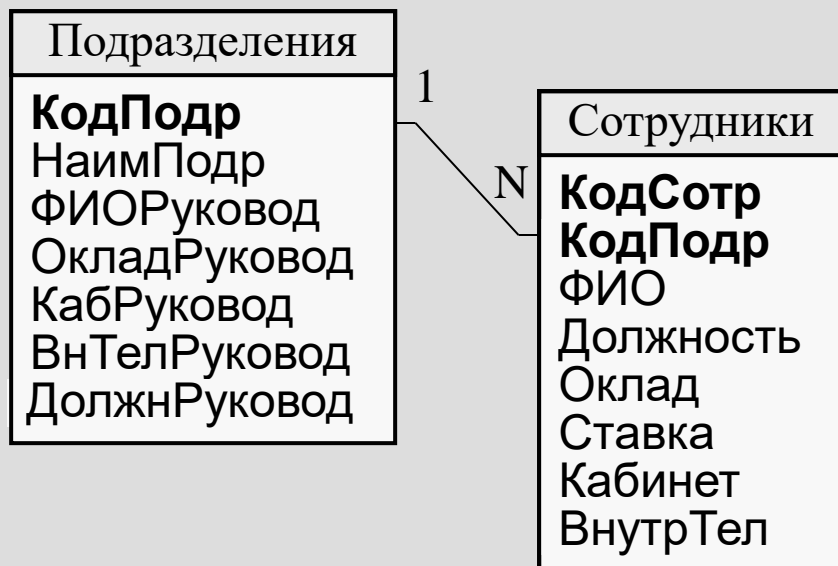 Подразделения
КодПодр
НаимПодр
ФИОРуковод
ОкладРуковод
КабРуковод
ВнТелРуковод
ДолжнРуковод
1
N
Сотрудники
КодСотр
КодПодр
ФИО
Должность
Оклад
Ставка
Кабинет
ВнутрТел